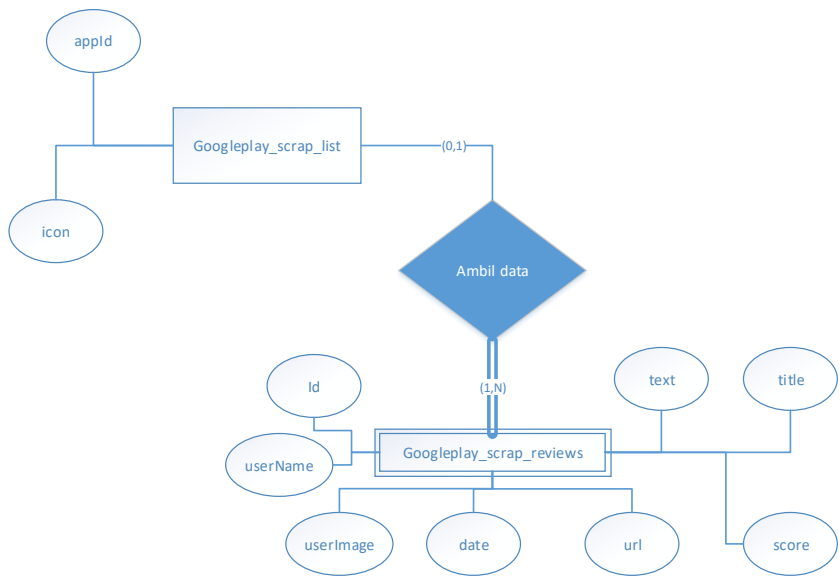 appId
Googleplay_scrap_list
(0,1)
icon
Ambil data
(1,N)
Id
text
title
userName
Googleplay_scrap_reviews
userImage
date
url
score